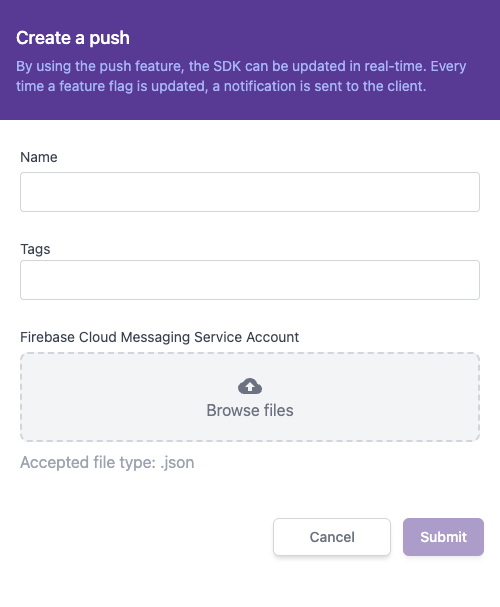 Create a push
By using the push feature, the SDK can be updated in real-time. Every
time a feature flag is updated, a notification is sent to the client.
Name
Tags
Firebase Cloud Messaging Service Account
Browse files
Accepted file type: .json
Cancel
Submit